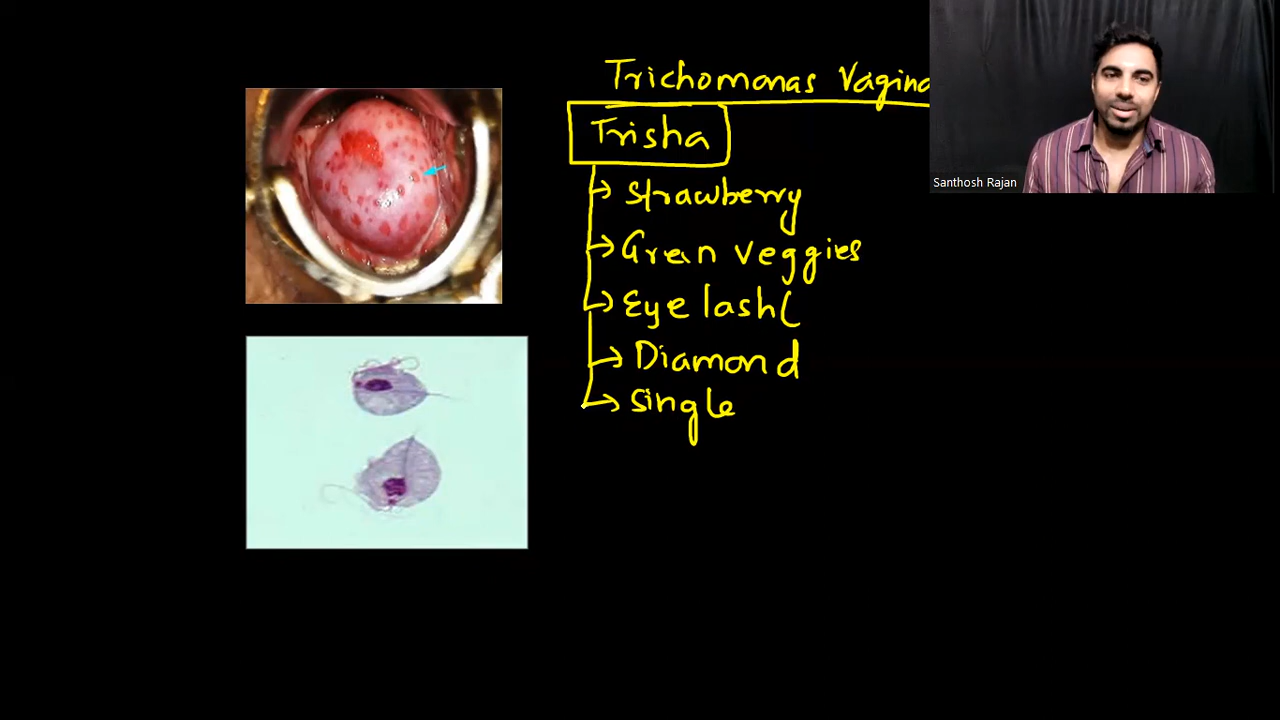 Trichomonas Vagina
Trisha
Strawberry
Green veggies
Eye lash(
Diamond
Single
Santhosh Rajan